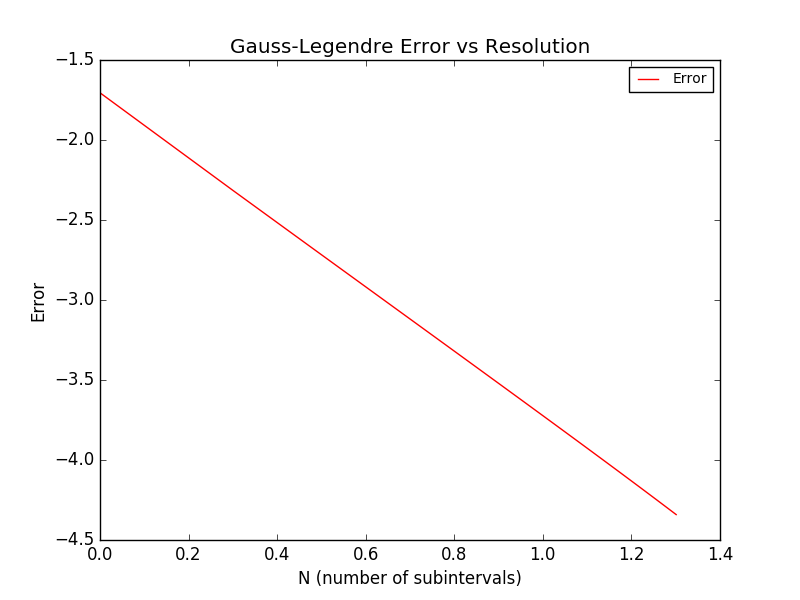 Gauss-Legendre Error vs Resolution
Error
−1.5
−2.0
−2.5
−3.0
−3.5
−4.0
−4.5
Error
0.0 0.2 0.4 0.6 0.8 1.0 1.2 1.4
N (number of subintervals)